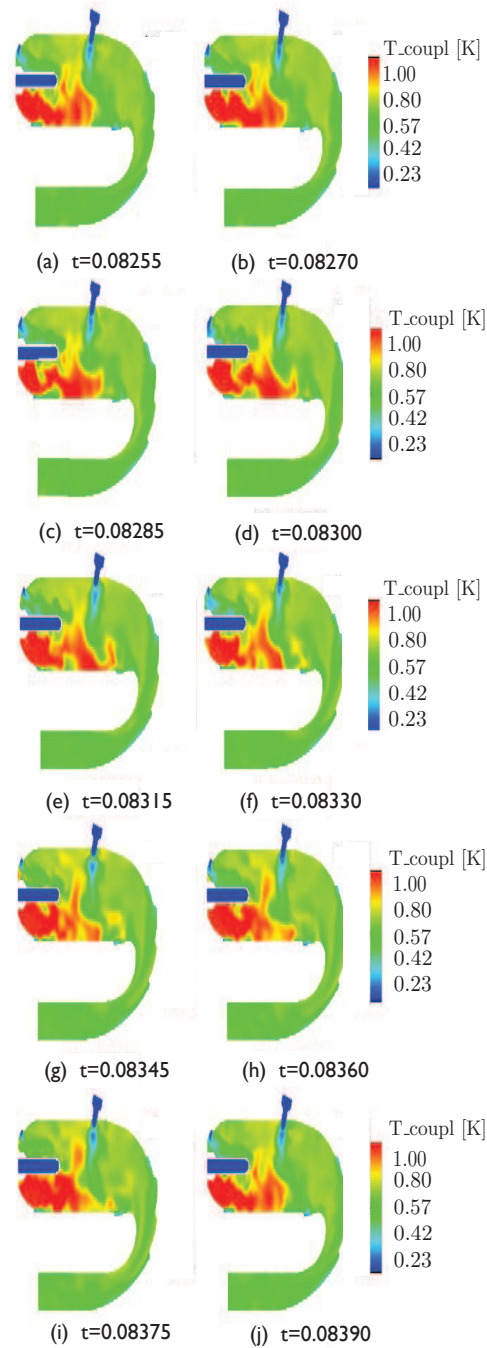 T_coupl [K]
1.00
0.80
0.57
0.42
0.23
(a) t=0.08255
(b) t=0.08270
T_coupl [K]
1.00
0.80
0.57
0.42
0.23
(c) t=0.08285
(d) t=0.08300
T_coupl [K]
1.00
0.80
0.57
0.42
0.23
(e) t=0.08315
(f) t=0.08330
T_coupl [K]
1.00
0.80
0.57
0.42
0.23
(g) t=0.08345
(h) t=0.08360
T_coupl [K]
1.00
0.80
0.57
0.42
0.23
(i) t=0.08375
(j) t=0.08390